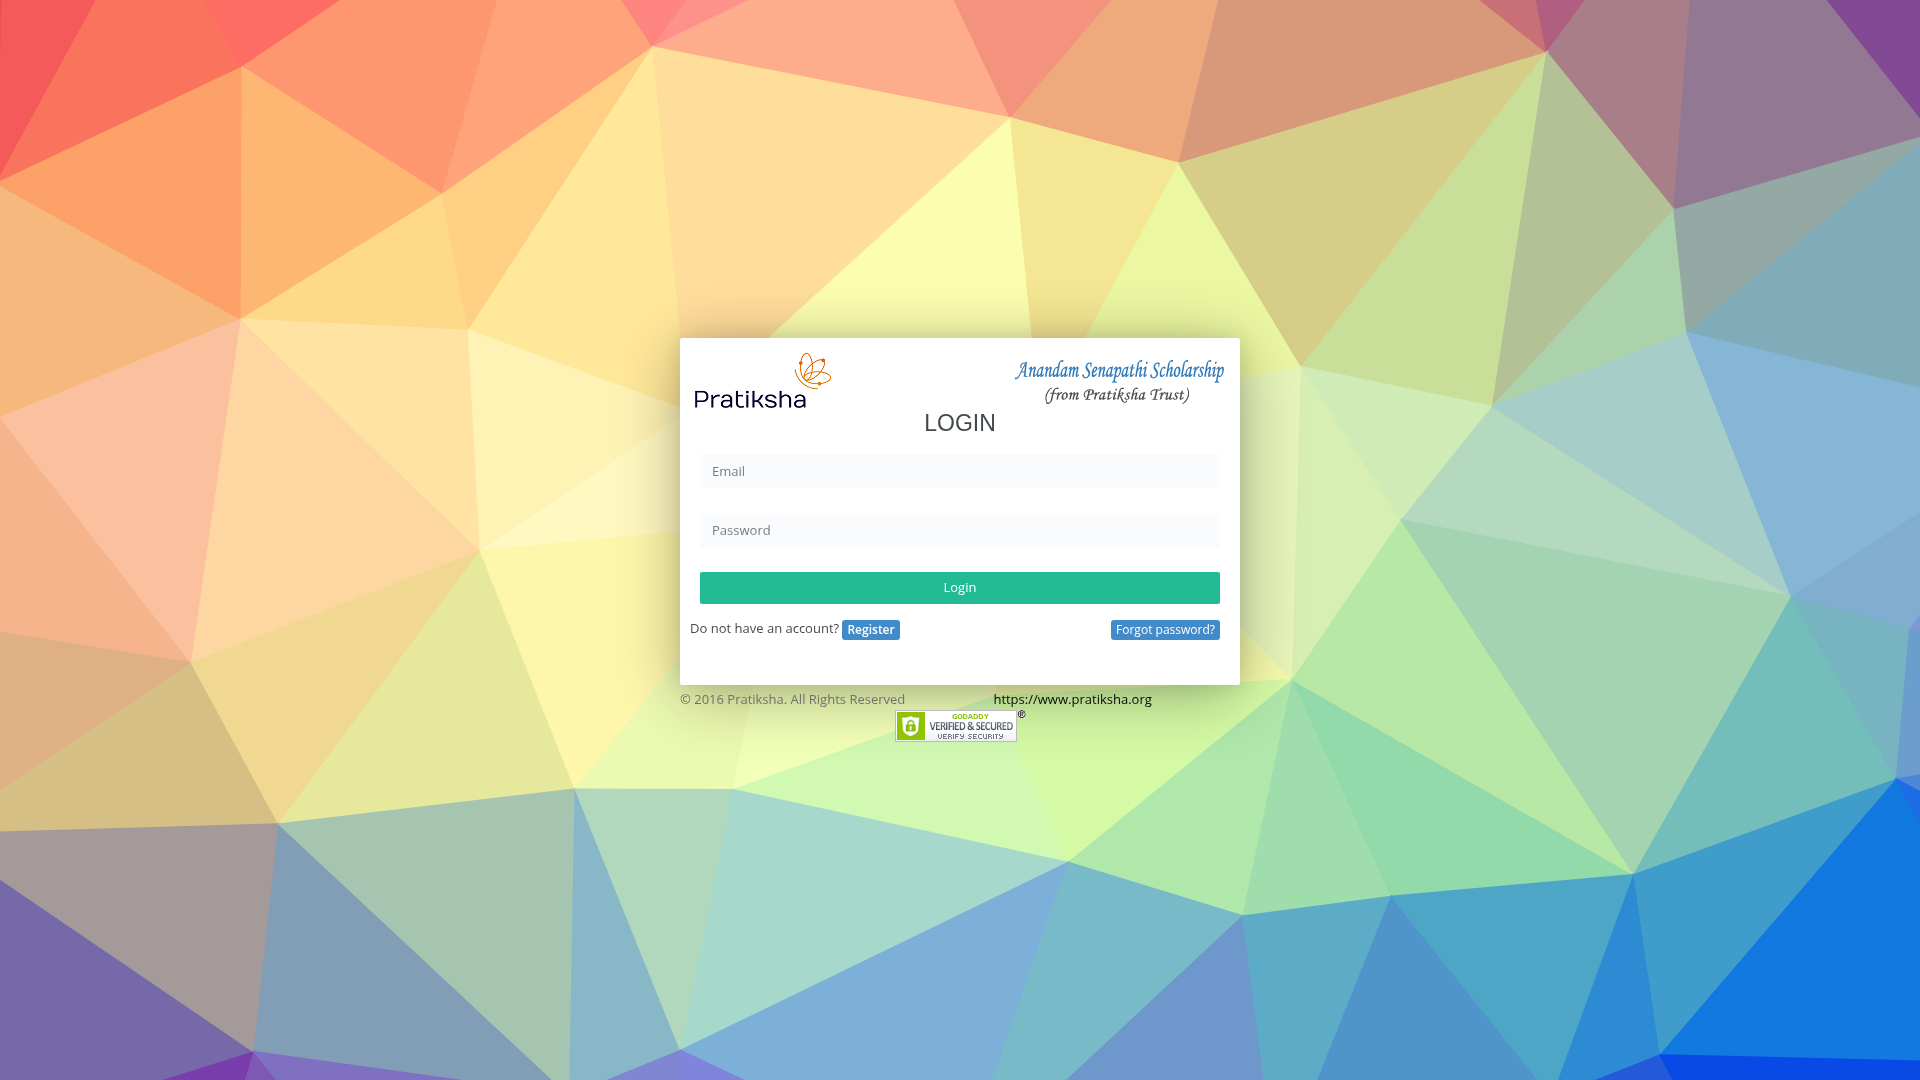 Pratiksha
Anandam Senapathi Scholarship
(from Pratiksha Trust)
LOGIN
Email
Password
Login
Do not have an account? Register
Forgot password?
© 2016 Pratiksha. All Rights Reserved
https://www.pratiksha.org
GODADDY
VERIFIED & SECURED
VERIFY SECURITY
®